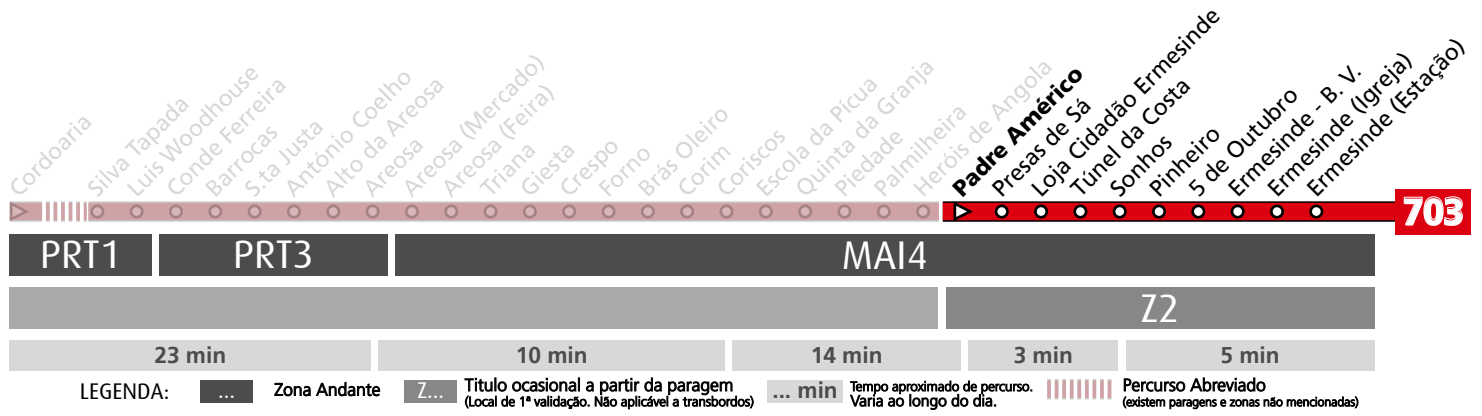 Cordoaria
Silva Tapada
Luis Woodhouse
Conde Ferreira
Barrocas
S.ta Justa
António Coelho
Alto da Areosa
Areosa
Areosa (Mercado)
Areosa (Feira)
Triana
Giesta
Crespo
Forno
Brás Oleiro
Corim
Coriscos
Escola da Pícua
Quinta da Granja
Piedade
Palmilheira
Heróis de Angola
Padre Américo
Presas de Sá
Loja Cidadão Ermesinde
Túnel da Costa
Sonhos
Pinheiro
5 de Outubro
Ermesinde - B. V.
Ermesinde (Igreja)
Ermesinde (Estação)
703
PRT1 PRT3 MAI4
Z2
23 min 10 min 14 min 3 min 5 min
LEGENDA:
... Zona Andante
Z... Titulo ocasional a partir da paragem
(Local de 1ª validação. Não aplicável a transbordos)
... min Tempo aproximado de percurso.
Varia ao longo do dia.
Percurso Abreviado
(existem paragens e zonas não mencionadas)